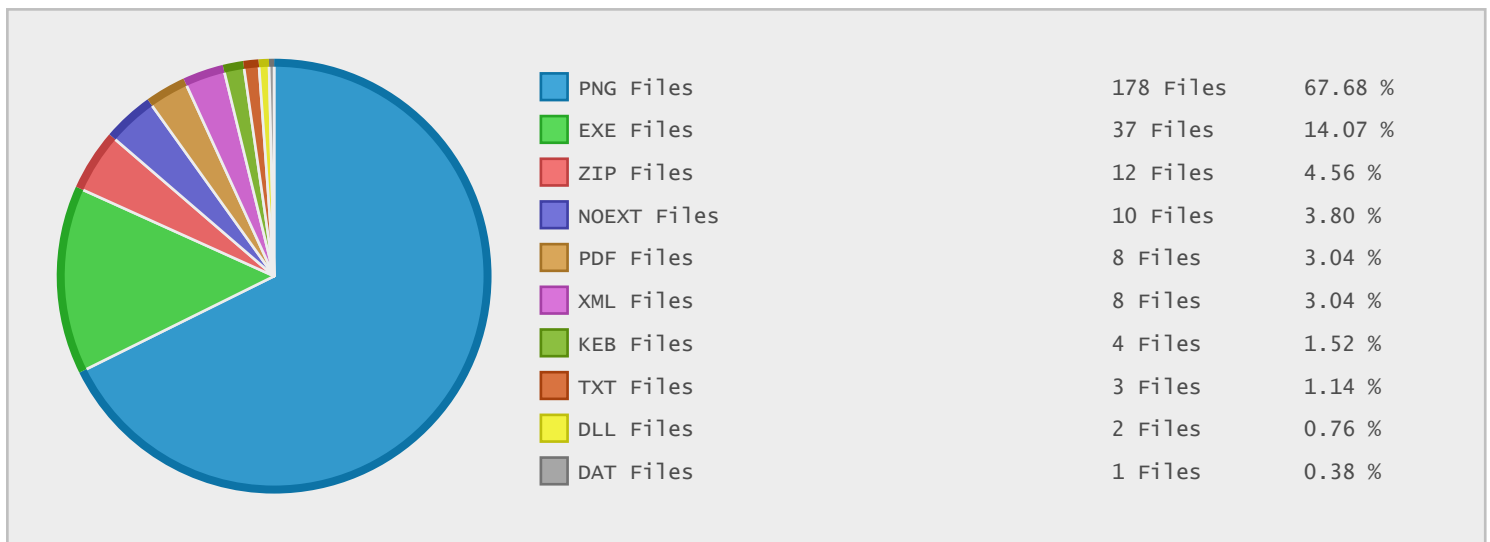 PNG Files 178 Files 67.68 %
EXE Files 37 Files 14.07 %
ZIP Files 12 Files 4.56 %
NOEXT Files 10 Files 3.80 %
PDF Files 8 Files 3.04 %
XML Files 8 Files 3.04 %
KEB Files 4 Files 1.52 %
TXT Files 3 Files 1.14 %
DLL Files 2 Files 0.76 %
DAT Files 1 Files 0.38 %